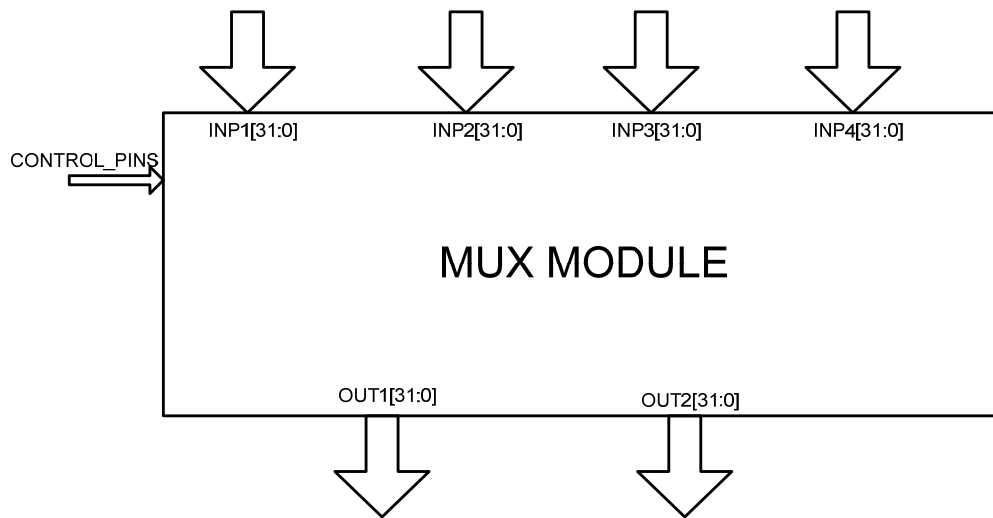 INP1[31:0] INP2[31:0] INP3[31:0] INP4[31:0]
CONTROL_PINS
MUX MODULE
OUT1[31:0] OUT2[31:0]